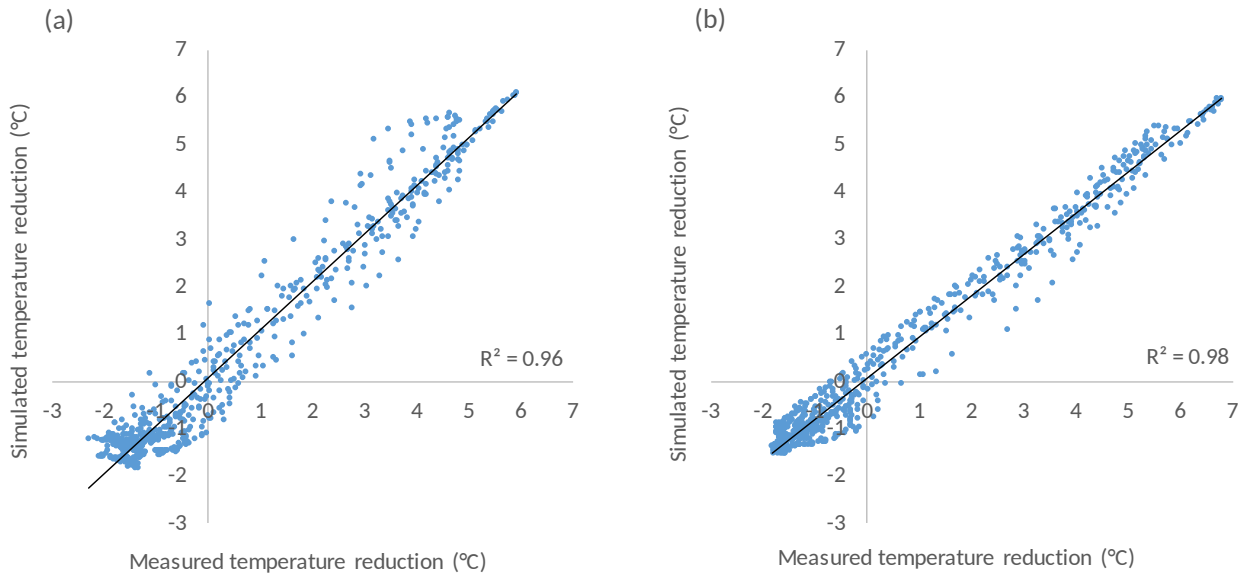 (a)
Simulated temperature reduction (°C)
7
6
5
4
3
2
1
0
-1
-2
-3
-3 -2 -1 0 1 2 3 4 5 6 7
R² = 0.96
Measured temperature reduction (°C)
(b)
Simulated temperature reduction (°C)
7
6
5
4
3
2
1
0
-1
-2
-3
-3 -2 -1 0 1 2 3 4 5 6 7
R² = 0.98
Measured temperature reduction (°C)